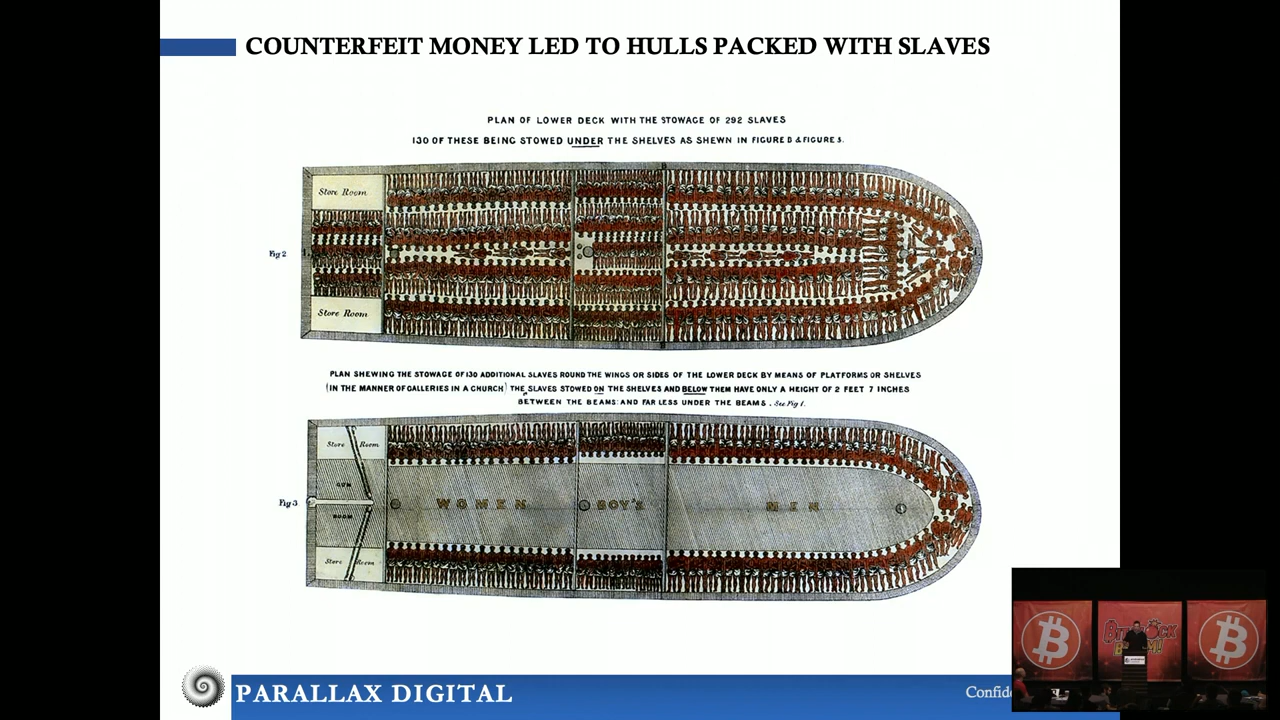 COUNTERFEIT MONEY LED TO HULLS PACKED WITH SLAVES
PLAN OF LOWER DECK WITH THE STOWAGE OF 292 SLAVES
130 OF THESE BEING STOWED UNDER THE SHELVES AS SHEWN IN FIGURE D & FIGURE 5.
Store Room
Fig 2
Store Room
PLAN SHEWING THE STOWAGE OF 130 ADDITIONAL SLAVES ROUND THE WINGS OR SIDES OF THE LOWER DECK BY MEANS OF PLATFORMS OR SHELVES
(IN THE MANNER OF GALLERIES IN A CHURCH) THE SLAVES STOWED ON THE SHELVES AND BELOW THEM HAVE ONLY A HEIGHT OF 2 FEET 7 INCHES
BETWEEN THE BEAMS: AND FAR LESS UNDER THE BEAMS. See Fig 1.
Store Room
GUN
Fig 3
WOMEN BOYS MEN
ROOM
Store Room
PARALLAX DIGITAL